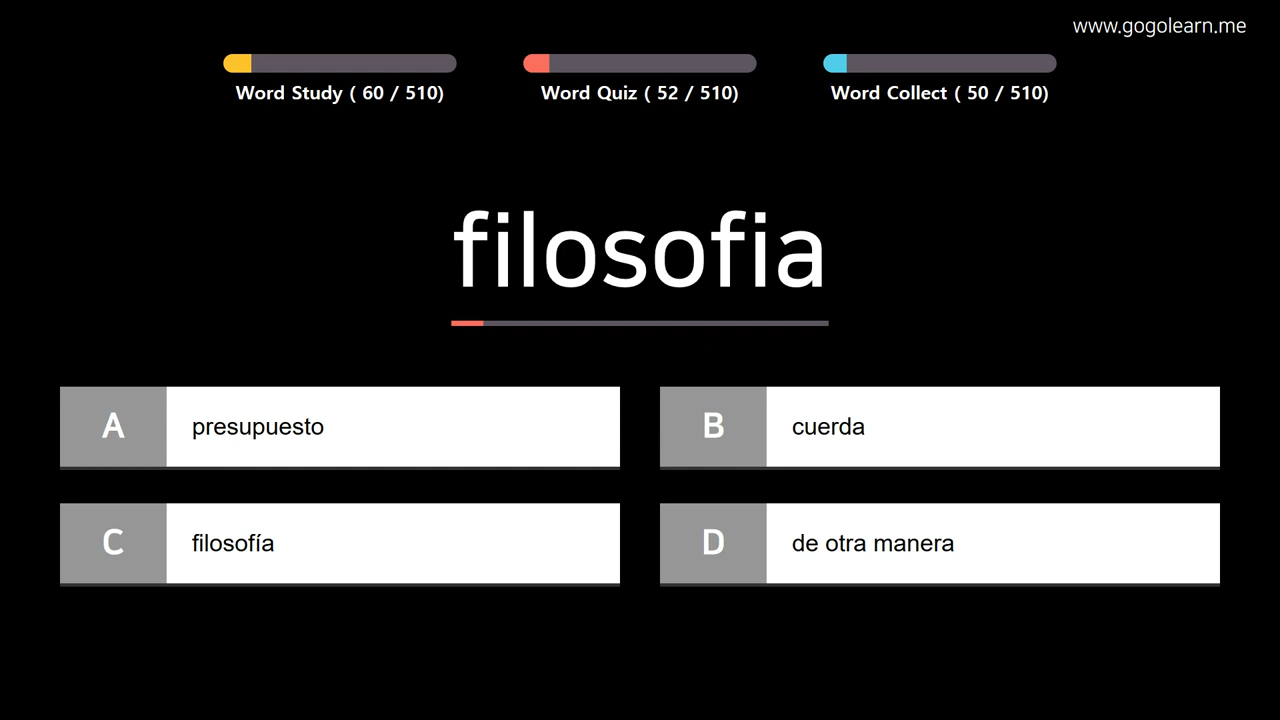 www.gogolearn.me
Word Study ( 60 / 510)
Word Quiz ( 52 / 510)
Word Collect ( 50 / 510)
filosofia
A
presupuesto
B
cuerda
C
filosofía
D
de otra manera